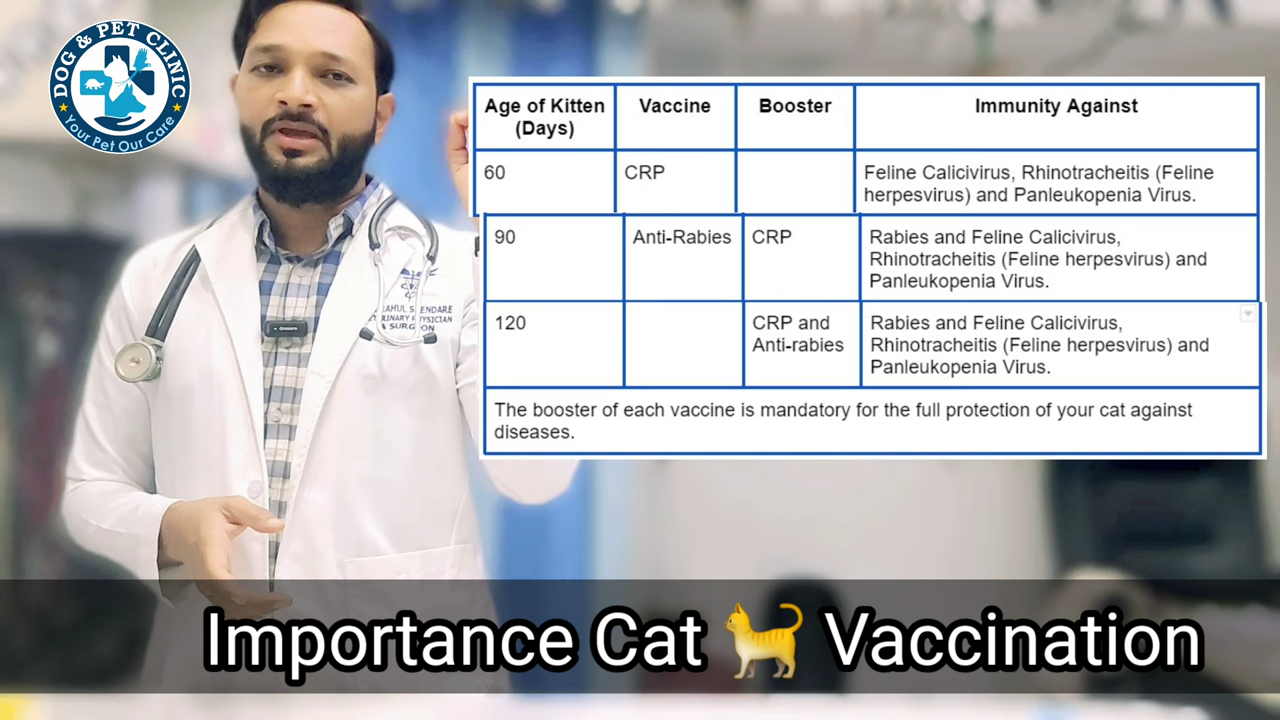 DOG & PET CLINIC
Your Pet Our Care
Age of Kitten (Days) Vaccine Booster Immunity Against
60 CRP Feline Calicivirus, Rhinotracheitis (Feline
herpesvirus) and Panleukopenia Virus.
90 Anti-Rabies CRP Rabies and Feline Calicivirus,
Rhinotracheitis (Feline herpesvirus) and
Panleukopenia Virus.
120 CRP and Anti-rabies Rabies and Feline Calicivirus,
Rhinotracheitis (Feline herpesvirus) and
Panleukopenia Virus.
The booster of each vaccine is mandatory for the full protection of your cat against
diseases.
Importance Cat 🐈 Vaccination